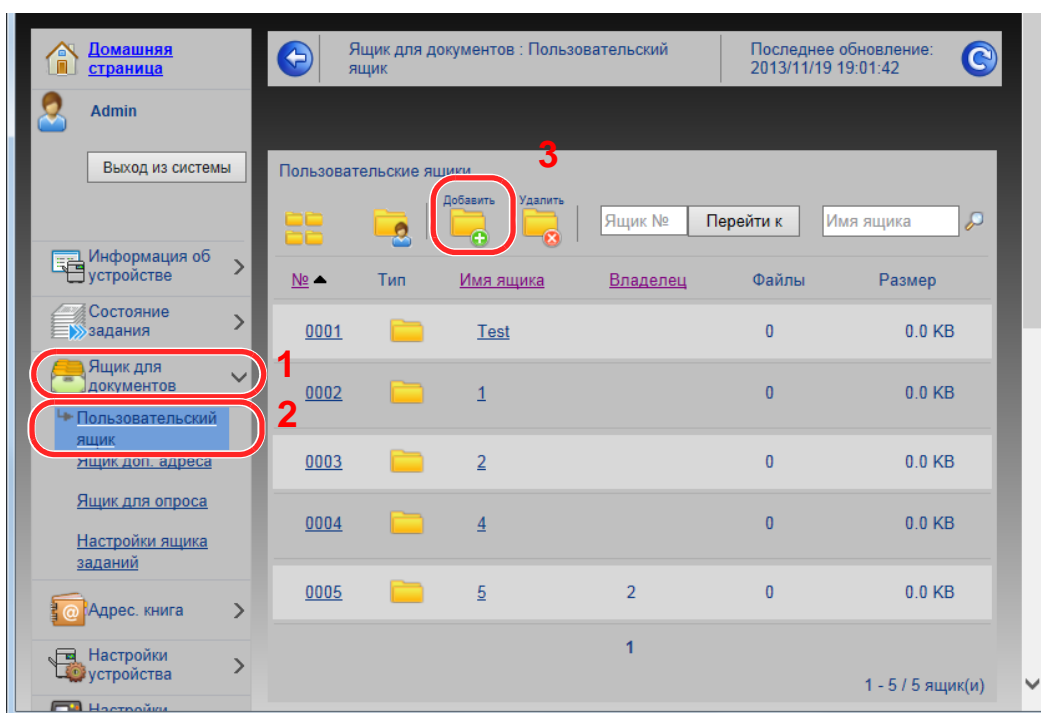 Домашняя
страница
Admin
Выход из системы
Информация об
устройстве
Состояние
задания
Ящик для
документов
1
Пользовательский
ящик
2
Ящик доп. адреса
Ящик для опроса
Настройки ящика
заданий
Адрес. книга
Настройки
устройства
Настройки
Ящик для документов : Пользовательский
ящик
Последнее обновление:
2013/11/19 19:01:42
Пользовательские ящики
3
Добавить Удалить
Ящик № Перейти к Имя ящика
№ Тип Имя ящика Владелец Файлы Размер
0001 Test 0 0.0 KB
0002 1 0 0.0 KB
0003 2 0 0.0 KB
0004 4 0 0.0 KB
0005 5 2 0 0.0 KB
1
1 - 5 / 5 ящик(и)